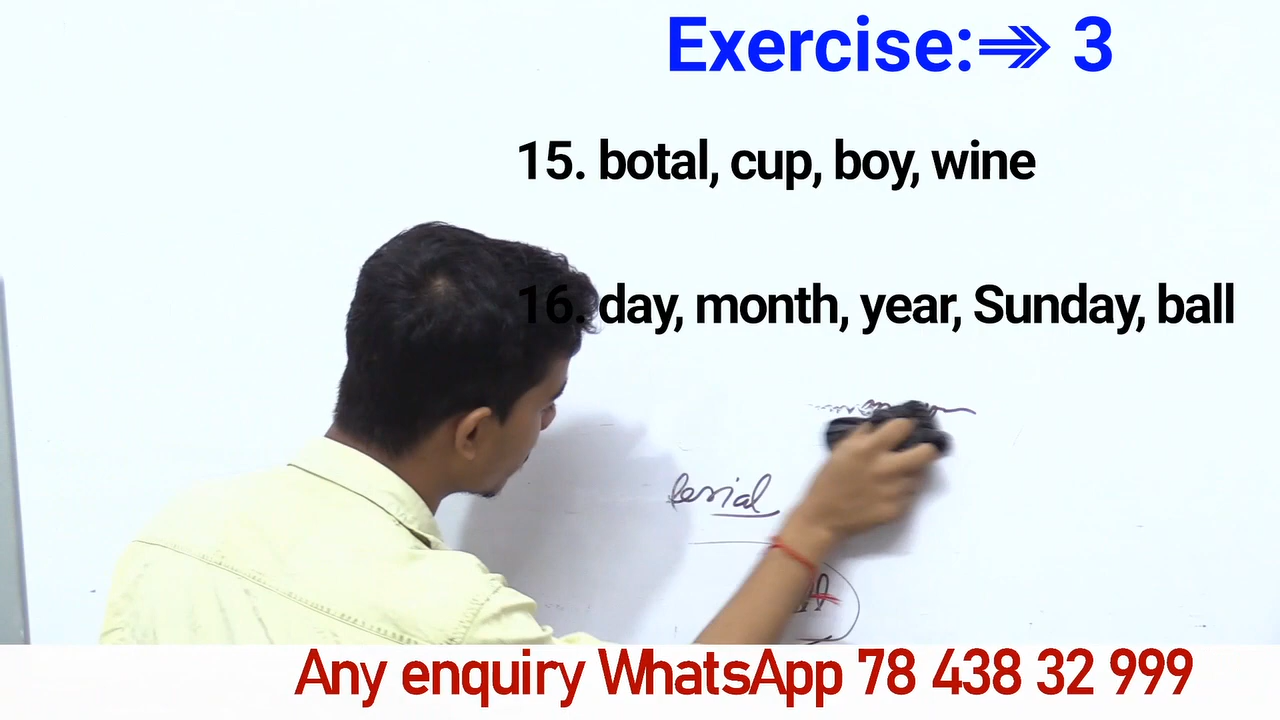 Exercise:⇛ 3
15. botal, cup, boy, wine
16. day, month, year, Sunday, ball
Any enquiry WhatsApp 78 438 32 999